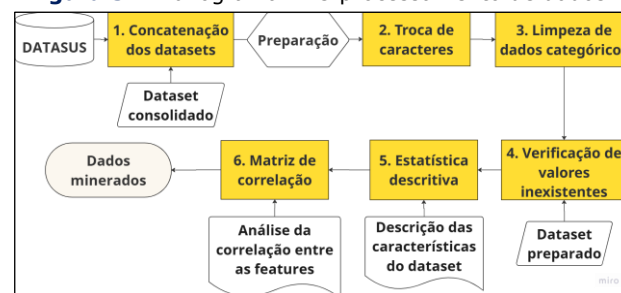 DATASUS
1. Concatenação
dos datasets
Preparação
2. Troca de
caracteres
3. Limpeza de
dados categórico
Dataset
consolidado
Dados
minerados
6. Matriz de
correlação
5. Estatística
descritiva
4. Verificação de
valores
inexistentes
Análise da
correlação entre
as features
Descrição das
características
do dataset
Dataset
preparado
miro